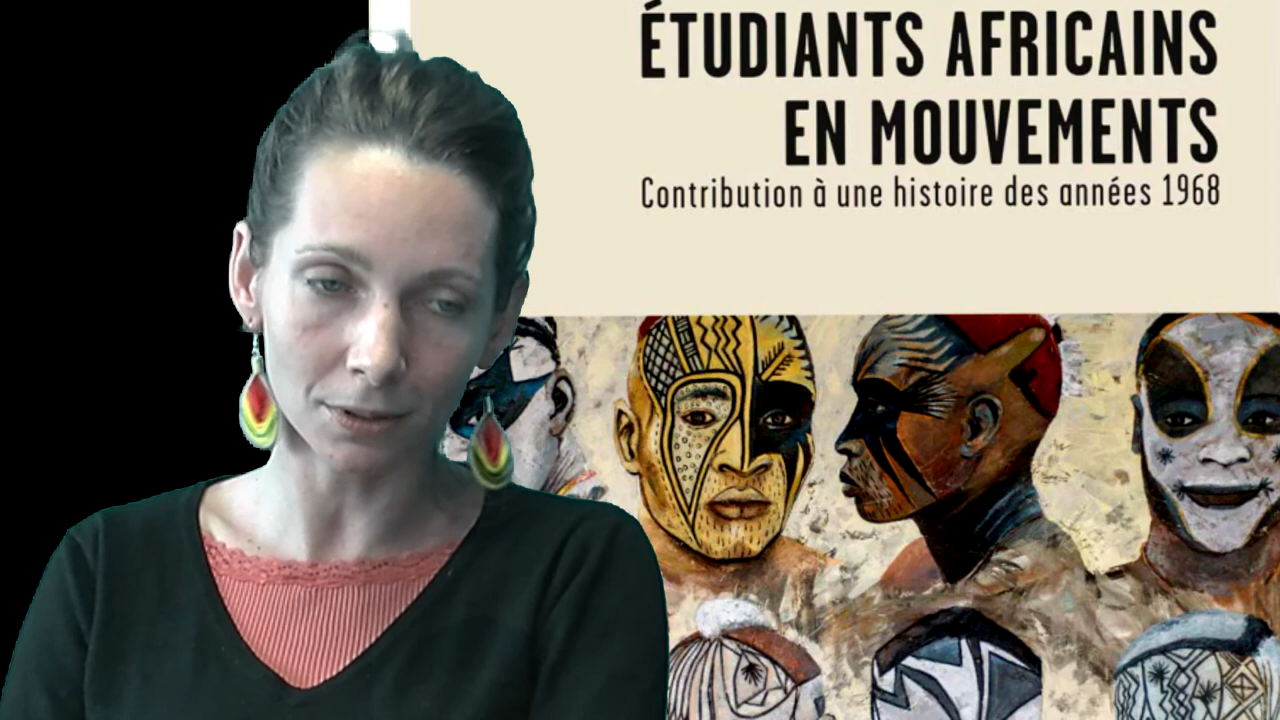 ÉTUDIANTS AFRICAINS
EN MOUVEMENTS
Contribution à une histoire des années 1968